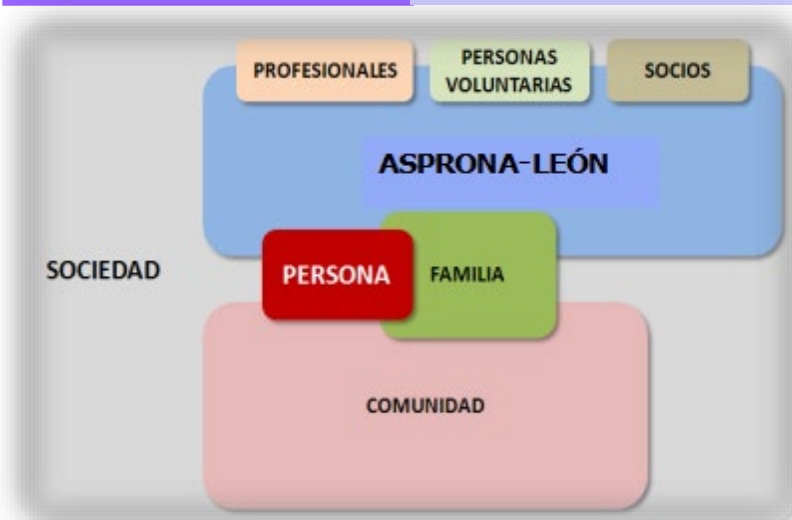 PROFESIONALES
PERSONAS
VOLUNTARIAS
SOCIOS
ASPRONA-LEÓN
SOCIEDAD
PERSONA
FAMILIA
COMUNIDAD